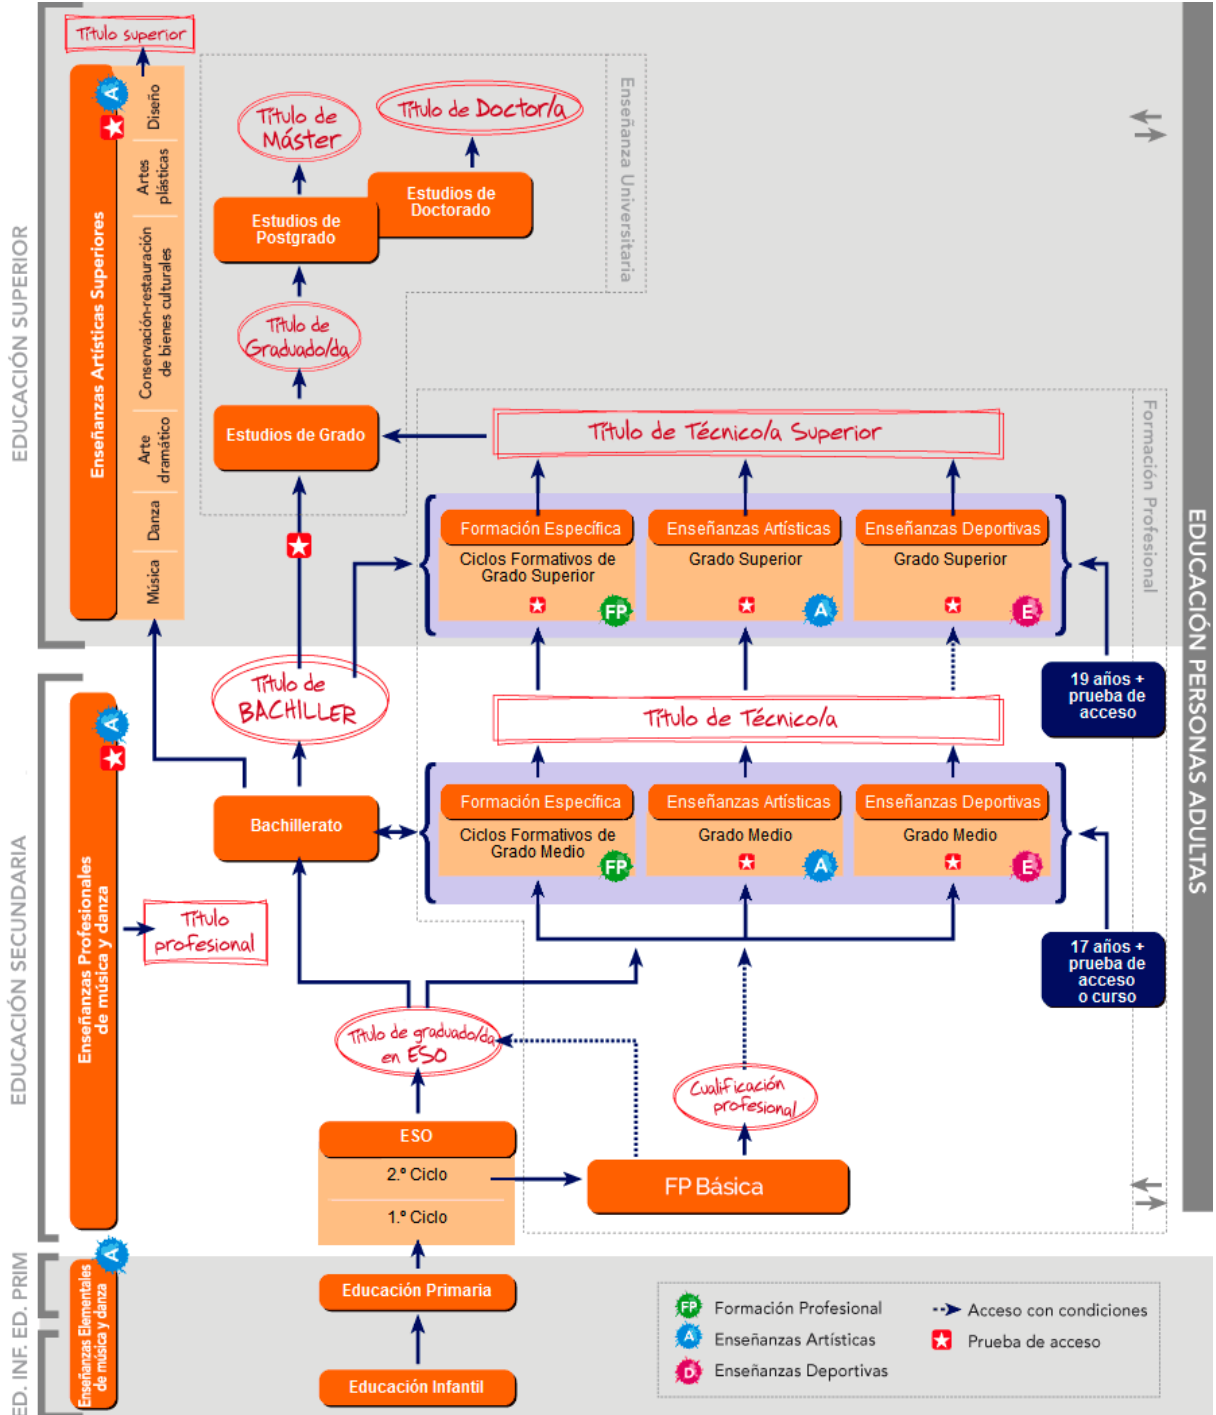 Título superior
EDUCACIÓN SUPERIOR
Enseñanzas Artísticas Superiores
A
Diseño
Artes
plásticas
Conservación-restauración
de bienes culturales
Arte
dramático
Danza
Música
Enseñanza Universitaria
Título de
Máster
Título de Doctor/a
Estudios de
Postgrado
Estudios de
Doctorado
Título de
Graduado/da
Estudios de Grado
Formación Profesional
Título de Técnico/a Superior
Formación Específica
Ciclos Formativos de
Grado Superior
FP
Enseñanzas Artísticas
Grado Superior
A
Enseñanzas Deportivas
Grado Superior
E
EDUCACIÓN PERSONAS ADULTAS
19 años +
prueba de
acceso
EDUCACIÓN SECUNDARIA
Enseñanzas Profesionales
de música y danza
A
Título
profesional
Título de
BACHILLER
Título de Técnico/a
Bachillerato
Formación Específica
Ciclos Formativos de
Grado Medio
FP
Enseñanzas Artísticas
Grado Medio
A
Enseñanzas Deportivas
Grado Medio
E
17 años +
prueba de
acceso
o curso
Título de graduado/da
en ESO
Cualificación
profesional
ESO
2.º Ciclo
1.º Ciclo
FP Básica
ED. PRIM
ED. INF.
Enseñanzas Elementales
de música y danza
A
Educación Primaria
Educación Infantil
FP Formación Profesional
A Enseñanzas Artísticas
D Enseñanzas Deportivas
Acceso con condiciones
Prueba de acceso